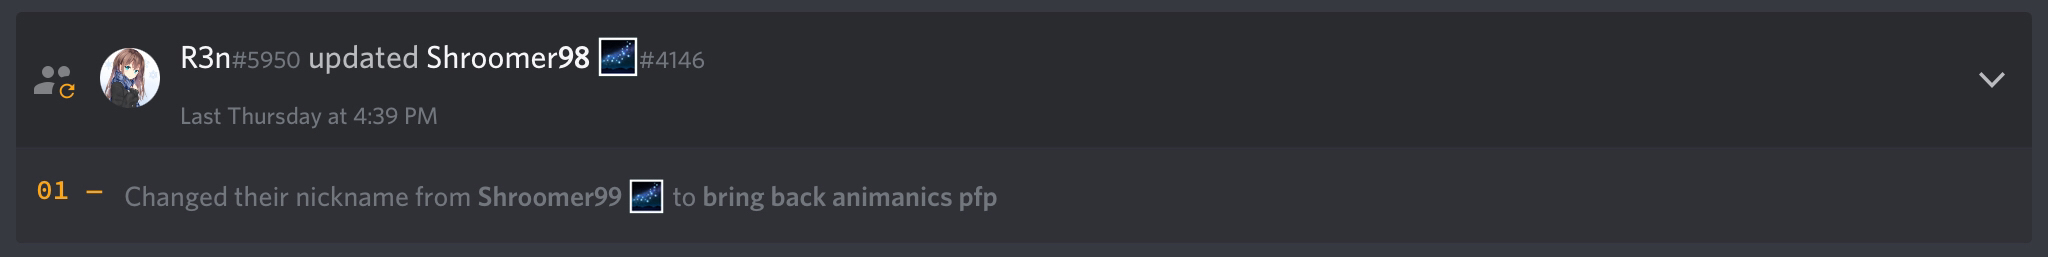 R3n#5950 updated Shroomer98 🌌#4146
Last Thursday at 4:39 PM
01 — Changed their nickname from Shroomer99 🌌 to bring back animanics pfp